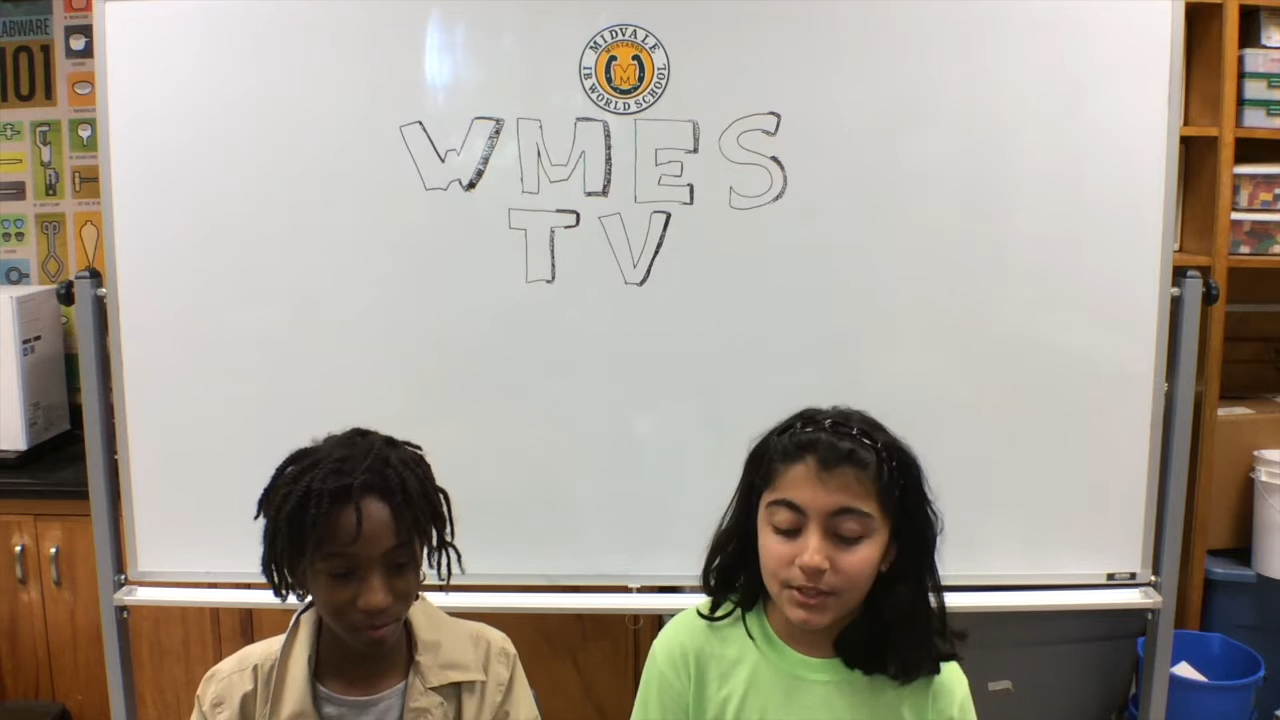 LABWARE
101
MIDVALE
MUSTANGS
M
IB WORLD SCHOOL
WMES
TV